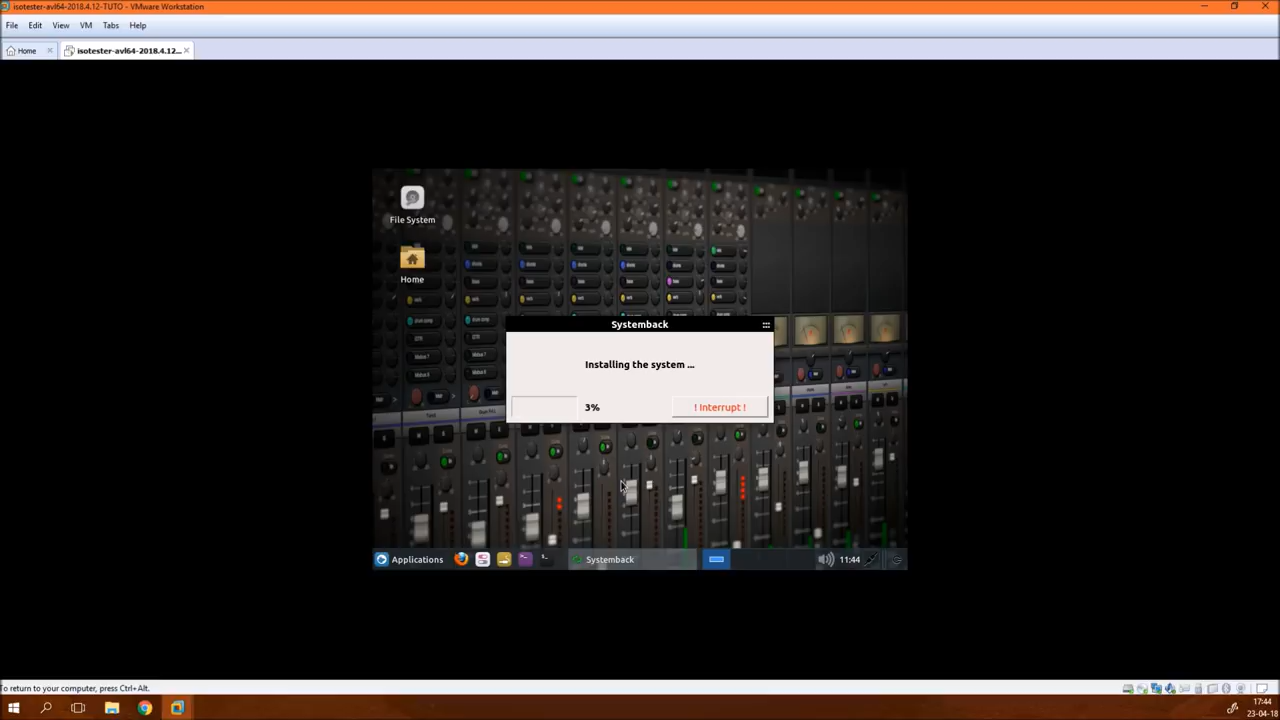 isotester-avl64-2018.4.12-TUTO - VMware Workstation
File Edit View VM Tabs Help
Home isotester-avl64-2018.4.12...
File System
Home
Systemback
Installing the system ...
3% ! Interrupt !
Applications Systemback 11:44
To return to your computer, press Ctrl+Alt.
17:44
23-04-18